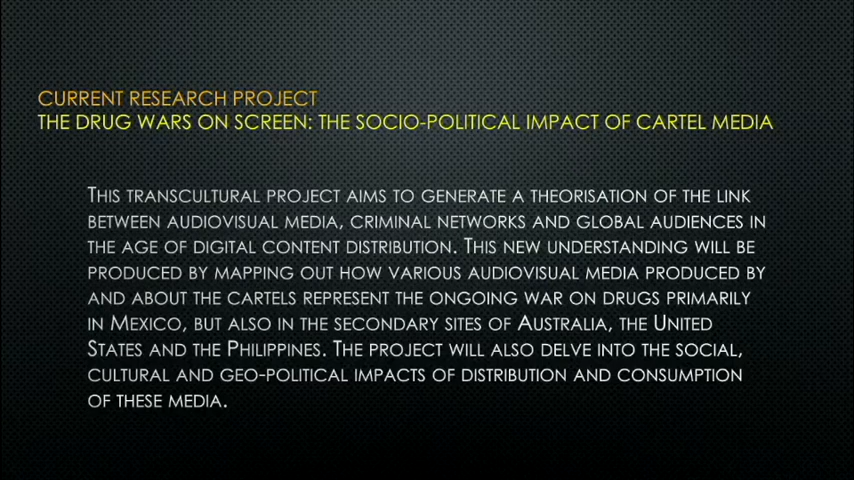 CURRENT RESEARCH PROJECT
THE DRUG WARS ON SCREEN: THE SOCIO-POLITICAL IMPACT OF CARTEL MEDIA
THIS TRANSCULTURAL PROJECT AIMS TO GENERATE A THEORISATION OF THE LINK
BETWEEN AUDIOVISUAL MEDIA, CRIMINAL NETWORKS AND GLOBAL AUDIENCES IN
THE AGE OF DIGITAL CONTENT DISTRIBUTION. THIS NEW UNDERSTANDING WILL BE
PRODUCED BY MAPPING OUT HOW VARIOUS AUDIOVISUAL MEDIA PRODUCED BY
AND ABOUT THE CARTELS REPRESENT THE ONGOING WAR ON DRUGS PRIMARILY
IN MEXICO, BUT ALSO IN THE SECONDARY SITES OF AUSTRALIA, THE UNITED
STATES AND THE PHILIPPINES. THE PROJECT WILL ALSO DELVE INTO THE SOCIAL,
CULTURAL AND GEO-POLITICAL IMPACTS OF DISTRIBUTION AND CONSUMPTION
OF THESE MEDIA.